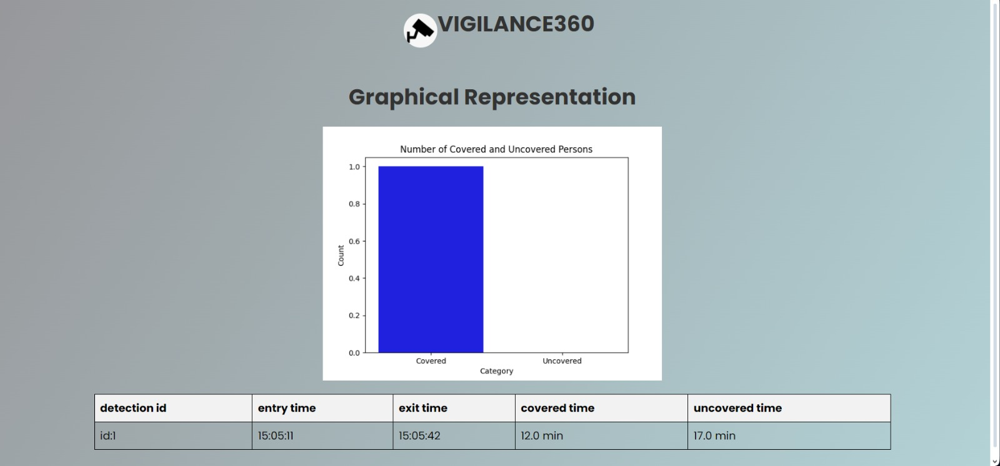 VIGILANCE360
Graphical Representation
Number of Covered and Uncovered Persons
1.0
0.8
0.6
0.4
0.2
0.0
Count
Covered Uncovered
Category
detection id entry time exit time covered time uncovered time
id:1 15:05:11 15:05:42 12.0 min 17.0 min